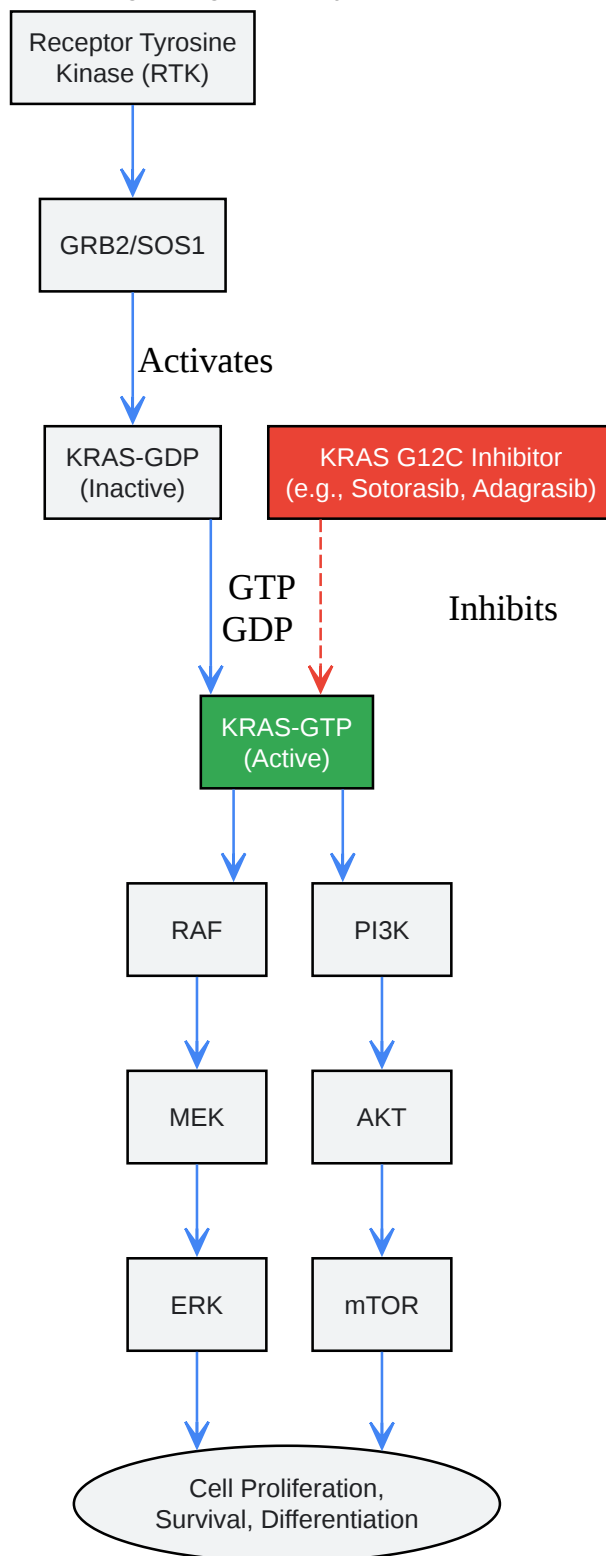 Receptor Tyrosine
Kinase (RTK)
GRB2/SOS1
Activates
KRAS-GDP
(Inactive)
KRAS G12C Inhibitor
(e.g., Sotorasib, Adagrasib)
GTP
GDP
Inhibits
KRAS-GTP
(Active)
RAF
PI3K
MEK
AKT
ERK
mTOR
Cell Proliferation,
Survival, Differentiation